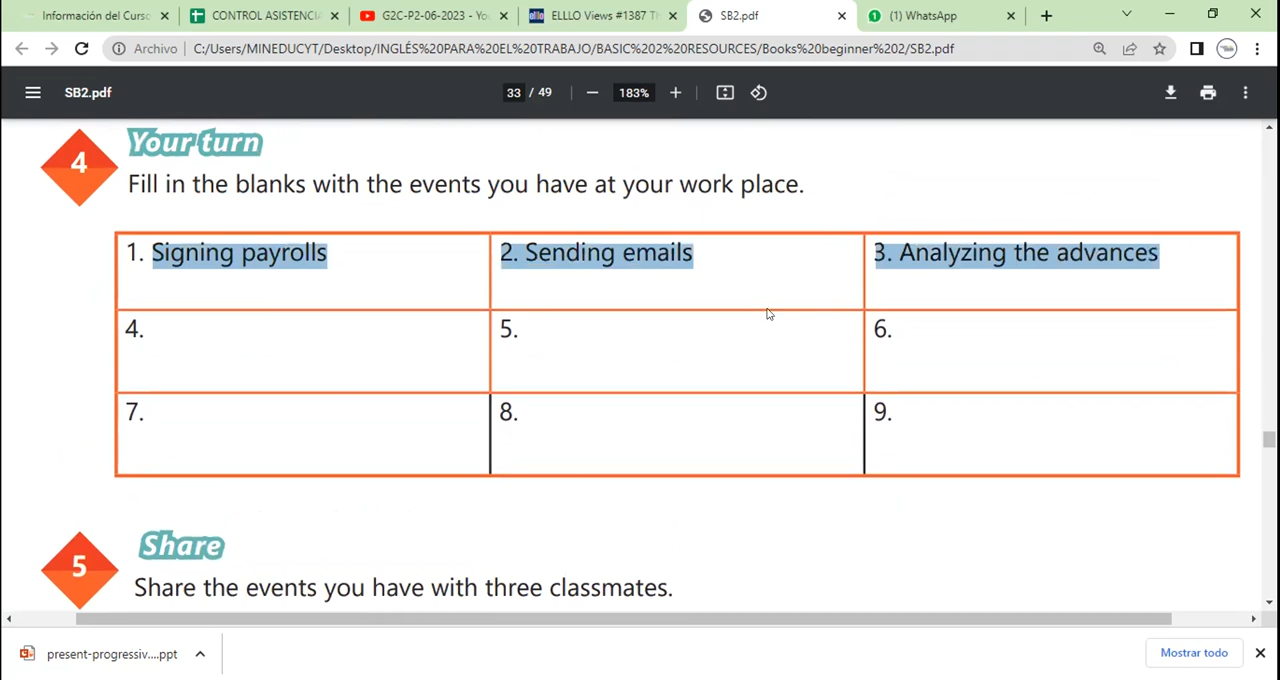 Información del Curso
CONTROL ASISTENCIA
G2C-P2-06-2023 - You
ELLLO Views #1387 Th
SB2.pdf
(1) WhatsApp
Archivo
C:/Users/MINEDUCYT/Desktop/INGLÉS%20PARA%20EL%20TRABAJO/BASIC%202%20RESOURCES/Books%20beginner%202/SB2.pdf
SB2.pdf
33 / 49
183%
4
Your turn
Fill in the blanks with the events you have at your work place.
1. Signing payrolls
2. Sending emails
3. Analyzing the advances
4.
5.
6.
7.
8.
9.
5
Share
Share the events you have with three classmates.
present-progressiv....ppt
Mostrar todo